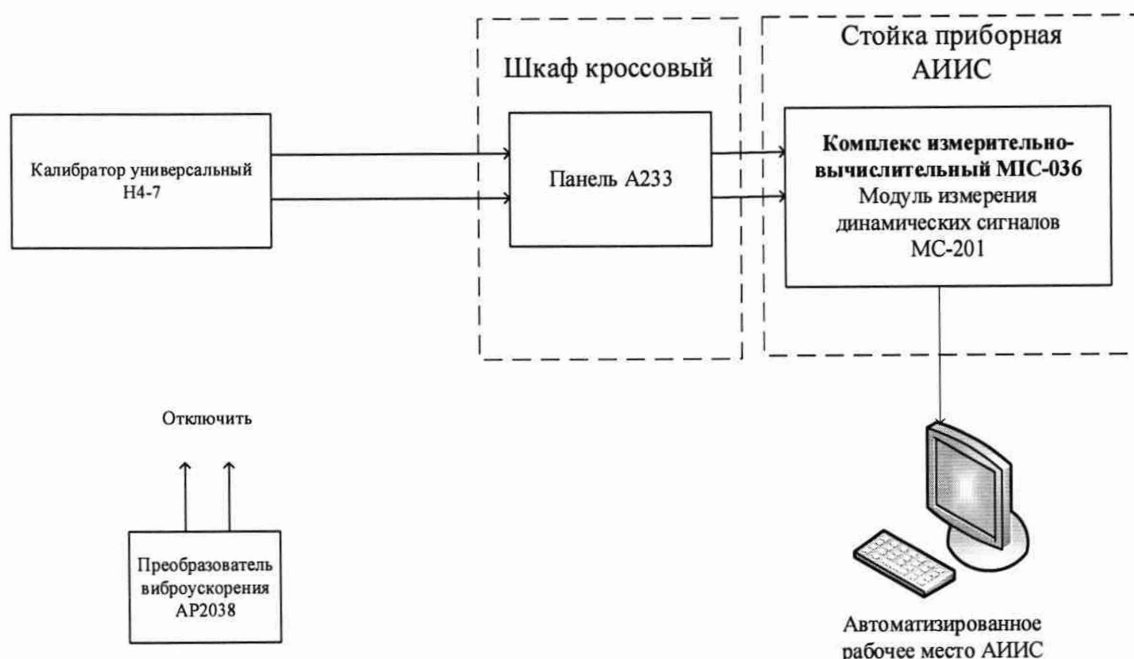 Шкаф кроссовый
Стойка приборная
АИИС
Калибратор универсальный
Н4-7
Панель А233
Комплекс измерительно-
вычислительный MIC-036
Модуль измерения
динамических сигналов
МС-201
Отключить
Преобразователь
виброускорения
АР2038
Автоматизированное
рабочее место АИИС